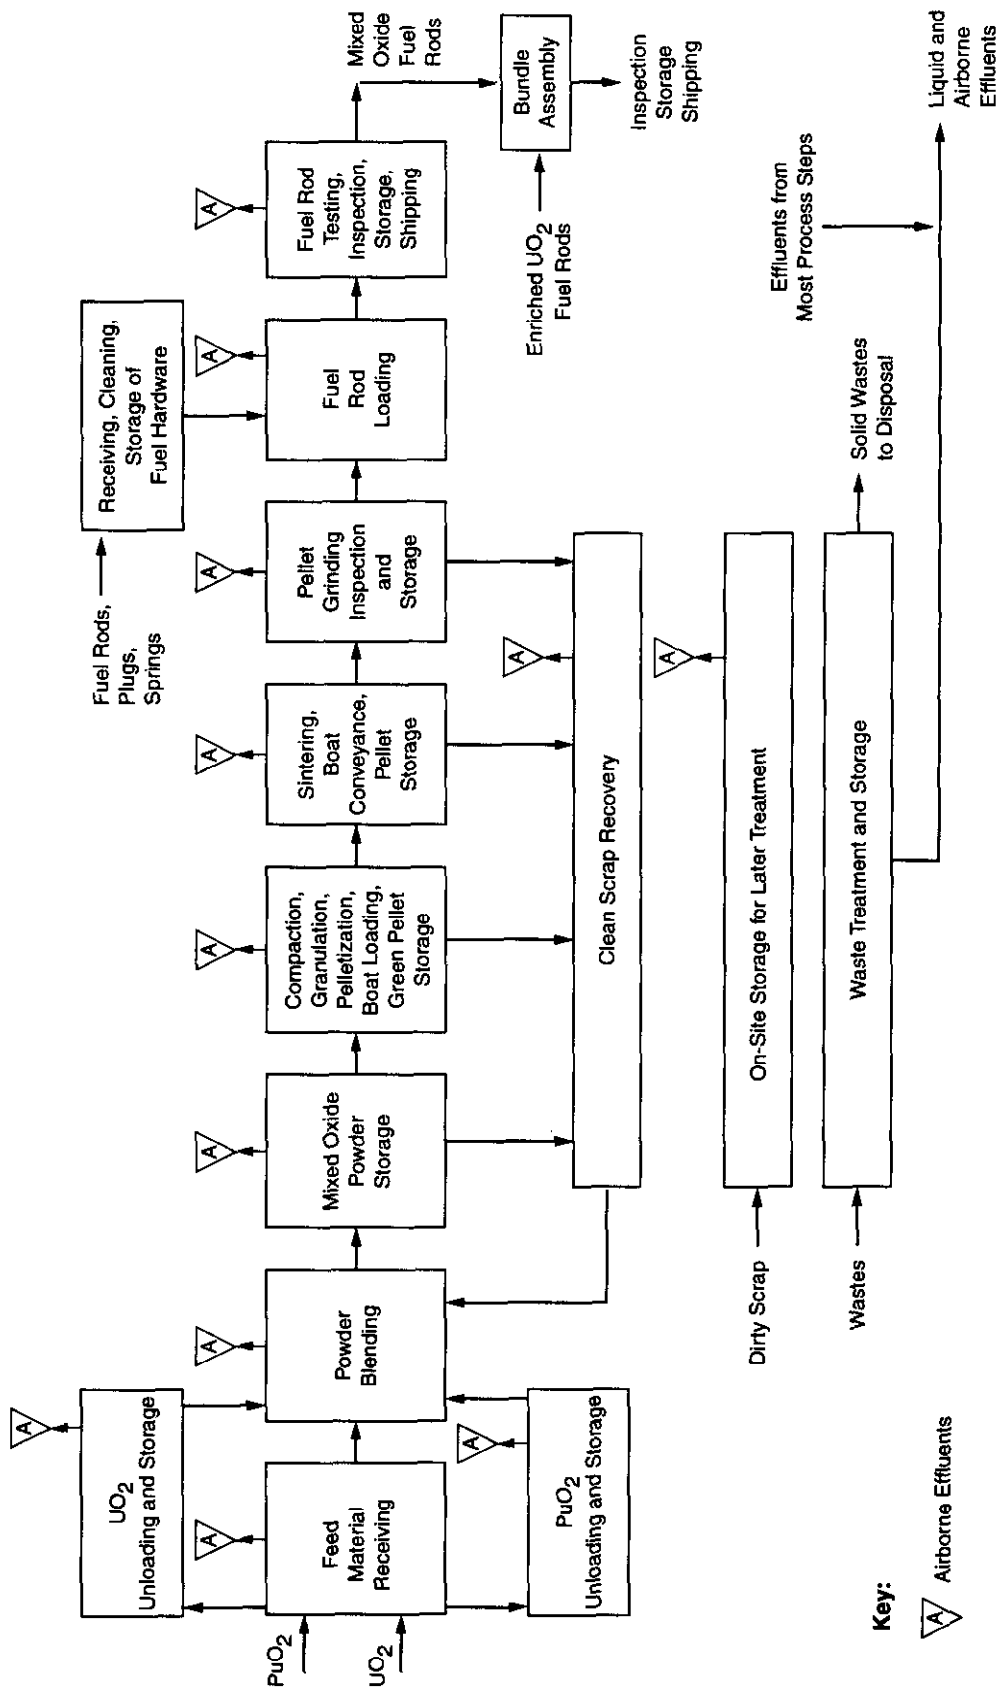 PuO2
UO2
Feed
Material
Receiving
A
UO2
Unloading and Storage
A
PuO2
Unloading and Storage
A
Powder
Blending
A
Mixed Oxide
Powder
Storage
A
Compaction,
Granulation,
Pelletization,
Boat Loading,
Green Pellet
Storage
A
Sintering,
Boat
Conveyance,
Pellet
Storage
A
Pellet
Grinding
Inspection
and
Storage
A
Fuel Rods,
Plugs,
Springs
Receiving, Cleaning,
Storage of
Fuel Hardware
Fuel
Rod
Loading
A
Fuel Rod
Testing,
Inspection,
Storage,
Shipping
A
Mixed
Oxide
Fuel
Rods
Enriched UO2
Fuel Rods
Bundle
Assembly
Inspection
Storage
Shipping
Clean Scrap Recovery
A
Dirty Scrap
On-Site Storage for Later Treatment
A
Wastes
Waste Treatment and Storage
Solid Wastes
to Disposal
Effluents from
Most Process Steps
Liquid and
Airborne
Effluents
Key:
A
Airborne Effluents